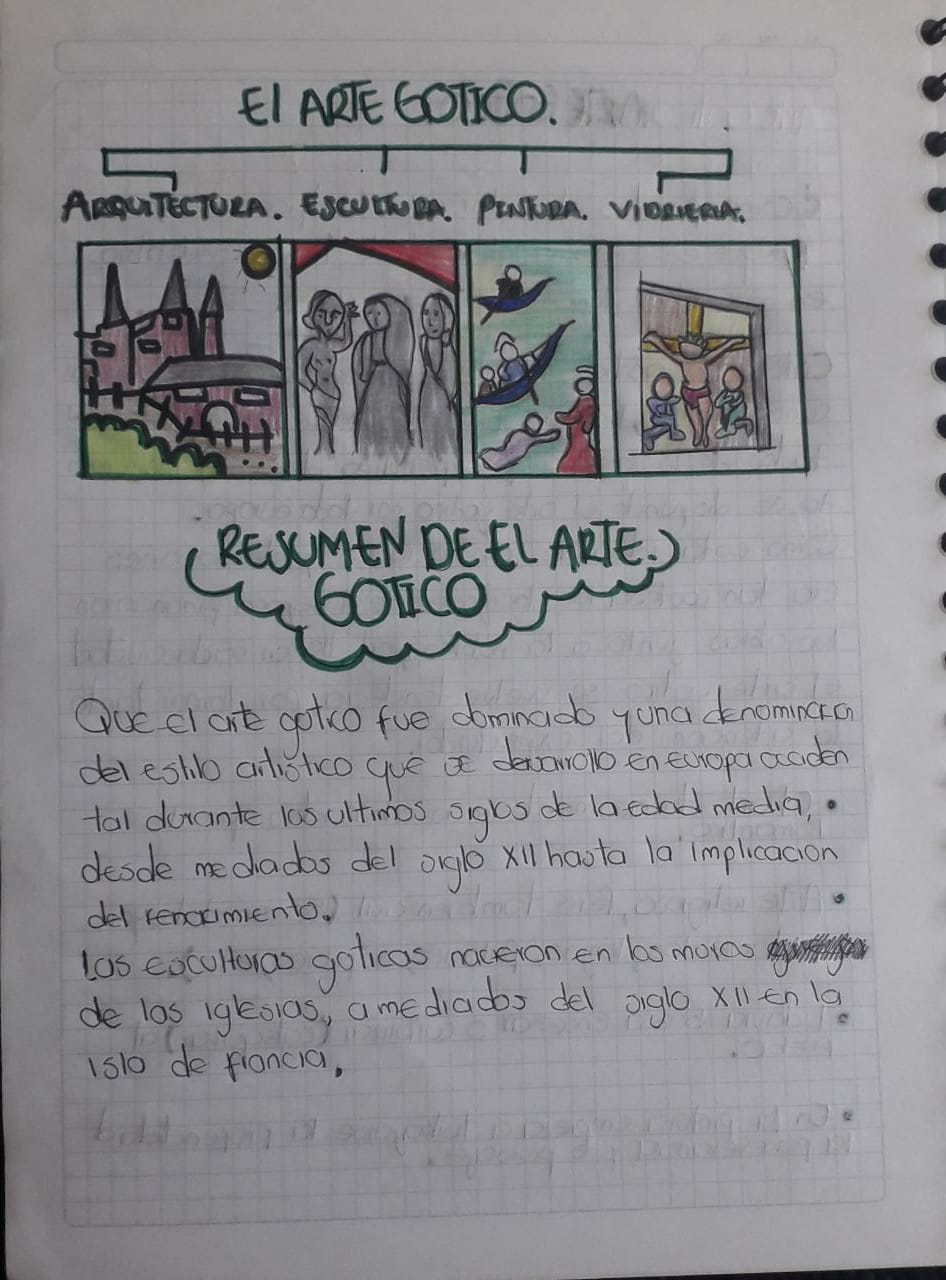 El ARTE GOTICO.
ARQUITECTURA. ESCULTURA. PINTURA. VIDRIERIA.
RESUMEN DE EL ARTE.
GOTICO
Que el arte gotico fue dominado y una denominacion
del estilo artistico que se desarrollo en europa occiden
tal durante los ultimos siglos de la edad media,
desde mediados del siglo XII hasta la implicacion
del renacimiento.
Las esculturas goticas nacieron en los moros
de las iglesias, a mediados del siglo XII en la
isla de francia.